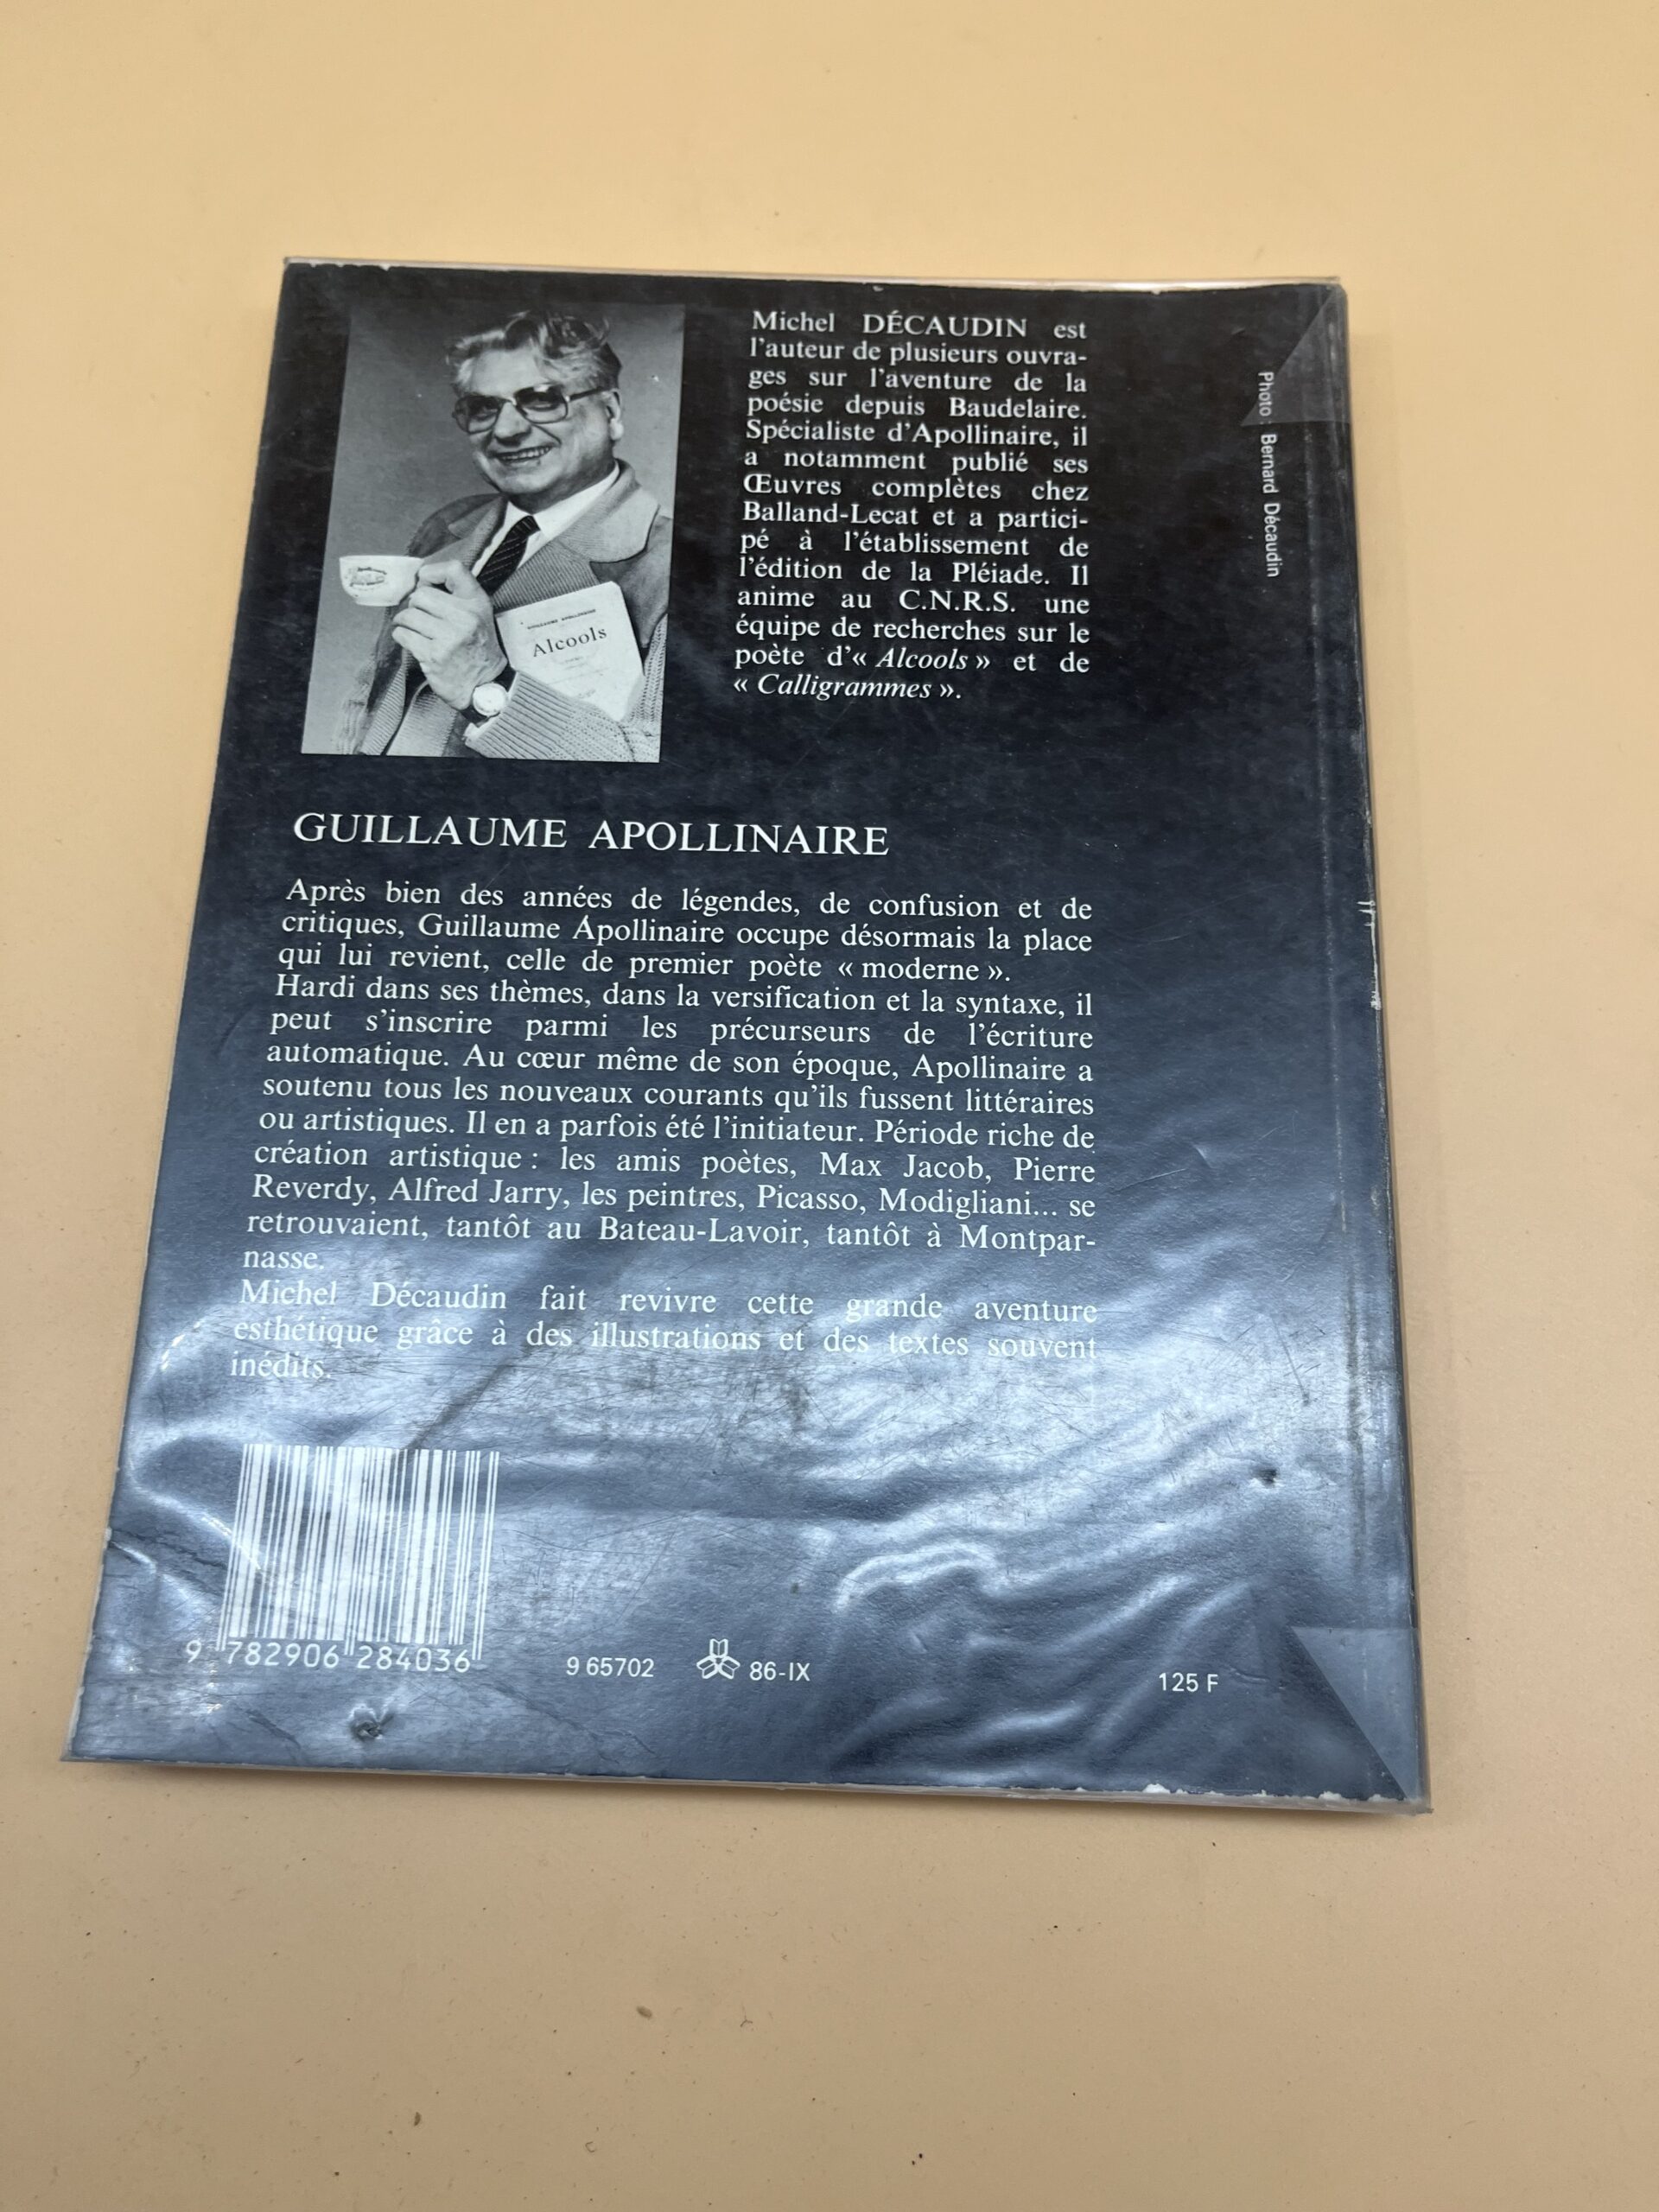 Michel DÉCAUDIN est
l'auteur de plusieurs ouvra-
ges sur l'aventure de la
poésie depuis Baudelaire.
Spécialiste d'Apollinaire, il
a notamment publié ses
Œuvres complètes chez
Balland-Lecat et a partici-
pé à l'établissement de
l'édition de la Pléiade. Il
anime au C.N.R.S. une
équipe de recherches sur le
poète d'« Alcools » et de
« Calligrammes ».
Photo : Bernard Décaudin
GUILLAUME APOLLINAIRE
Alcools
GUILLAUME APOLLINAIRE
Après bien des années de légendes, de confusion et de
critiques, Guillaume Apollinaire occupe désormais la place
qui lui revient, celle de premier poète « moderne ».
Hardi dans ses thèmes, dans la versification et la syntaxe, il
peut s'inscrire parmi les précurseurs de l'écriture
automatique. Au cœur même de son époque, Apollinaire a
soutenu tous les nouveaux courants qu'ils fussent littéraires
ou artistiques. Il en a parfois été l'initiateur. Période riche de
création artistique : les amis poètes, Max Jacob, Pierre
Reverdy, Alfred Jarry, les peintres, Picasso, Modigliani... se
retrouvaient, tantôt au Bateau-Lavoir, tantôt à Montpar-
nasse.
Michel Décaudin fait revivre cette grande aventure
esthétique grâce à des illustrations et des textes souvent
inédits.
9 782906 284036
9 65702
86-IX
125 F